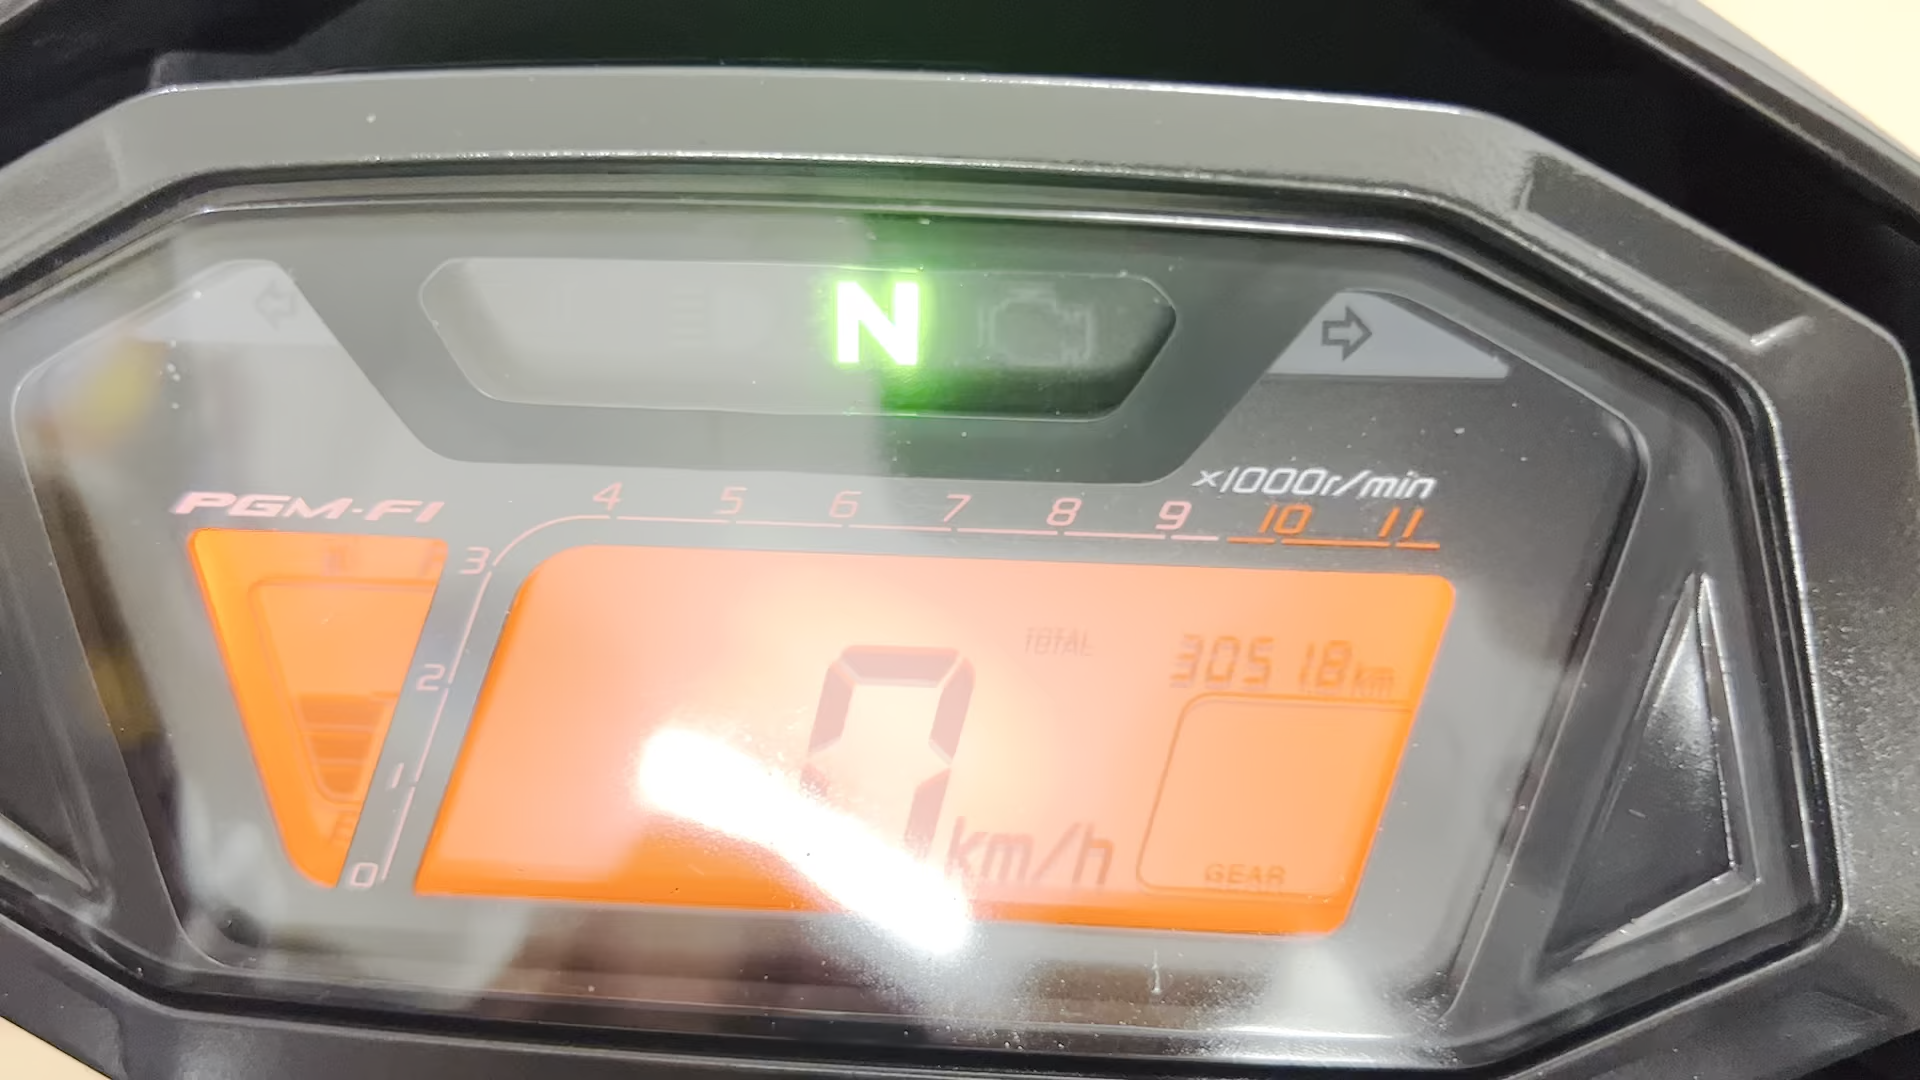 N
x1000r/min
PGM-FI
4 5 6 7 8 9 10 11
3
TOTAL 30518km
2
1
0 km/h
GEAR
0